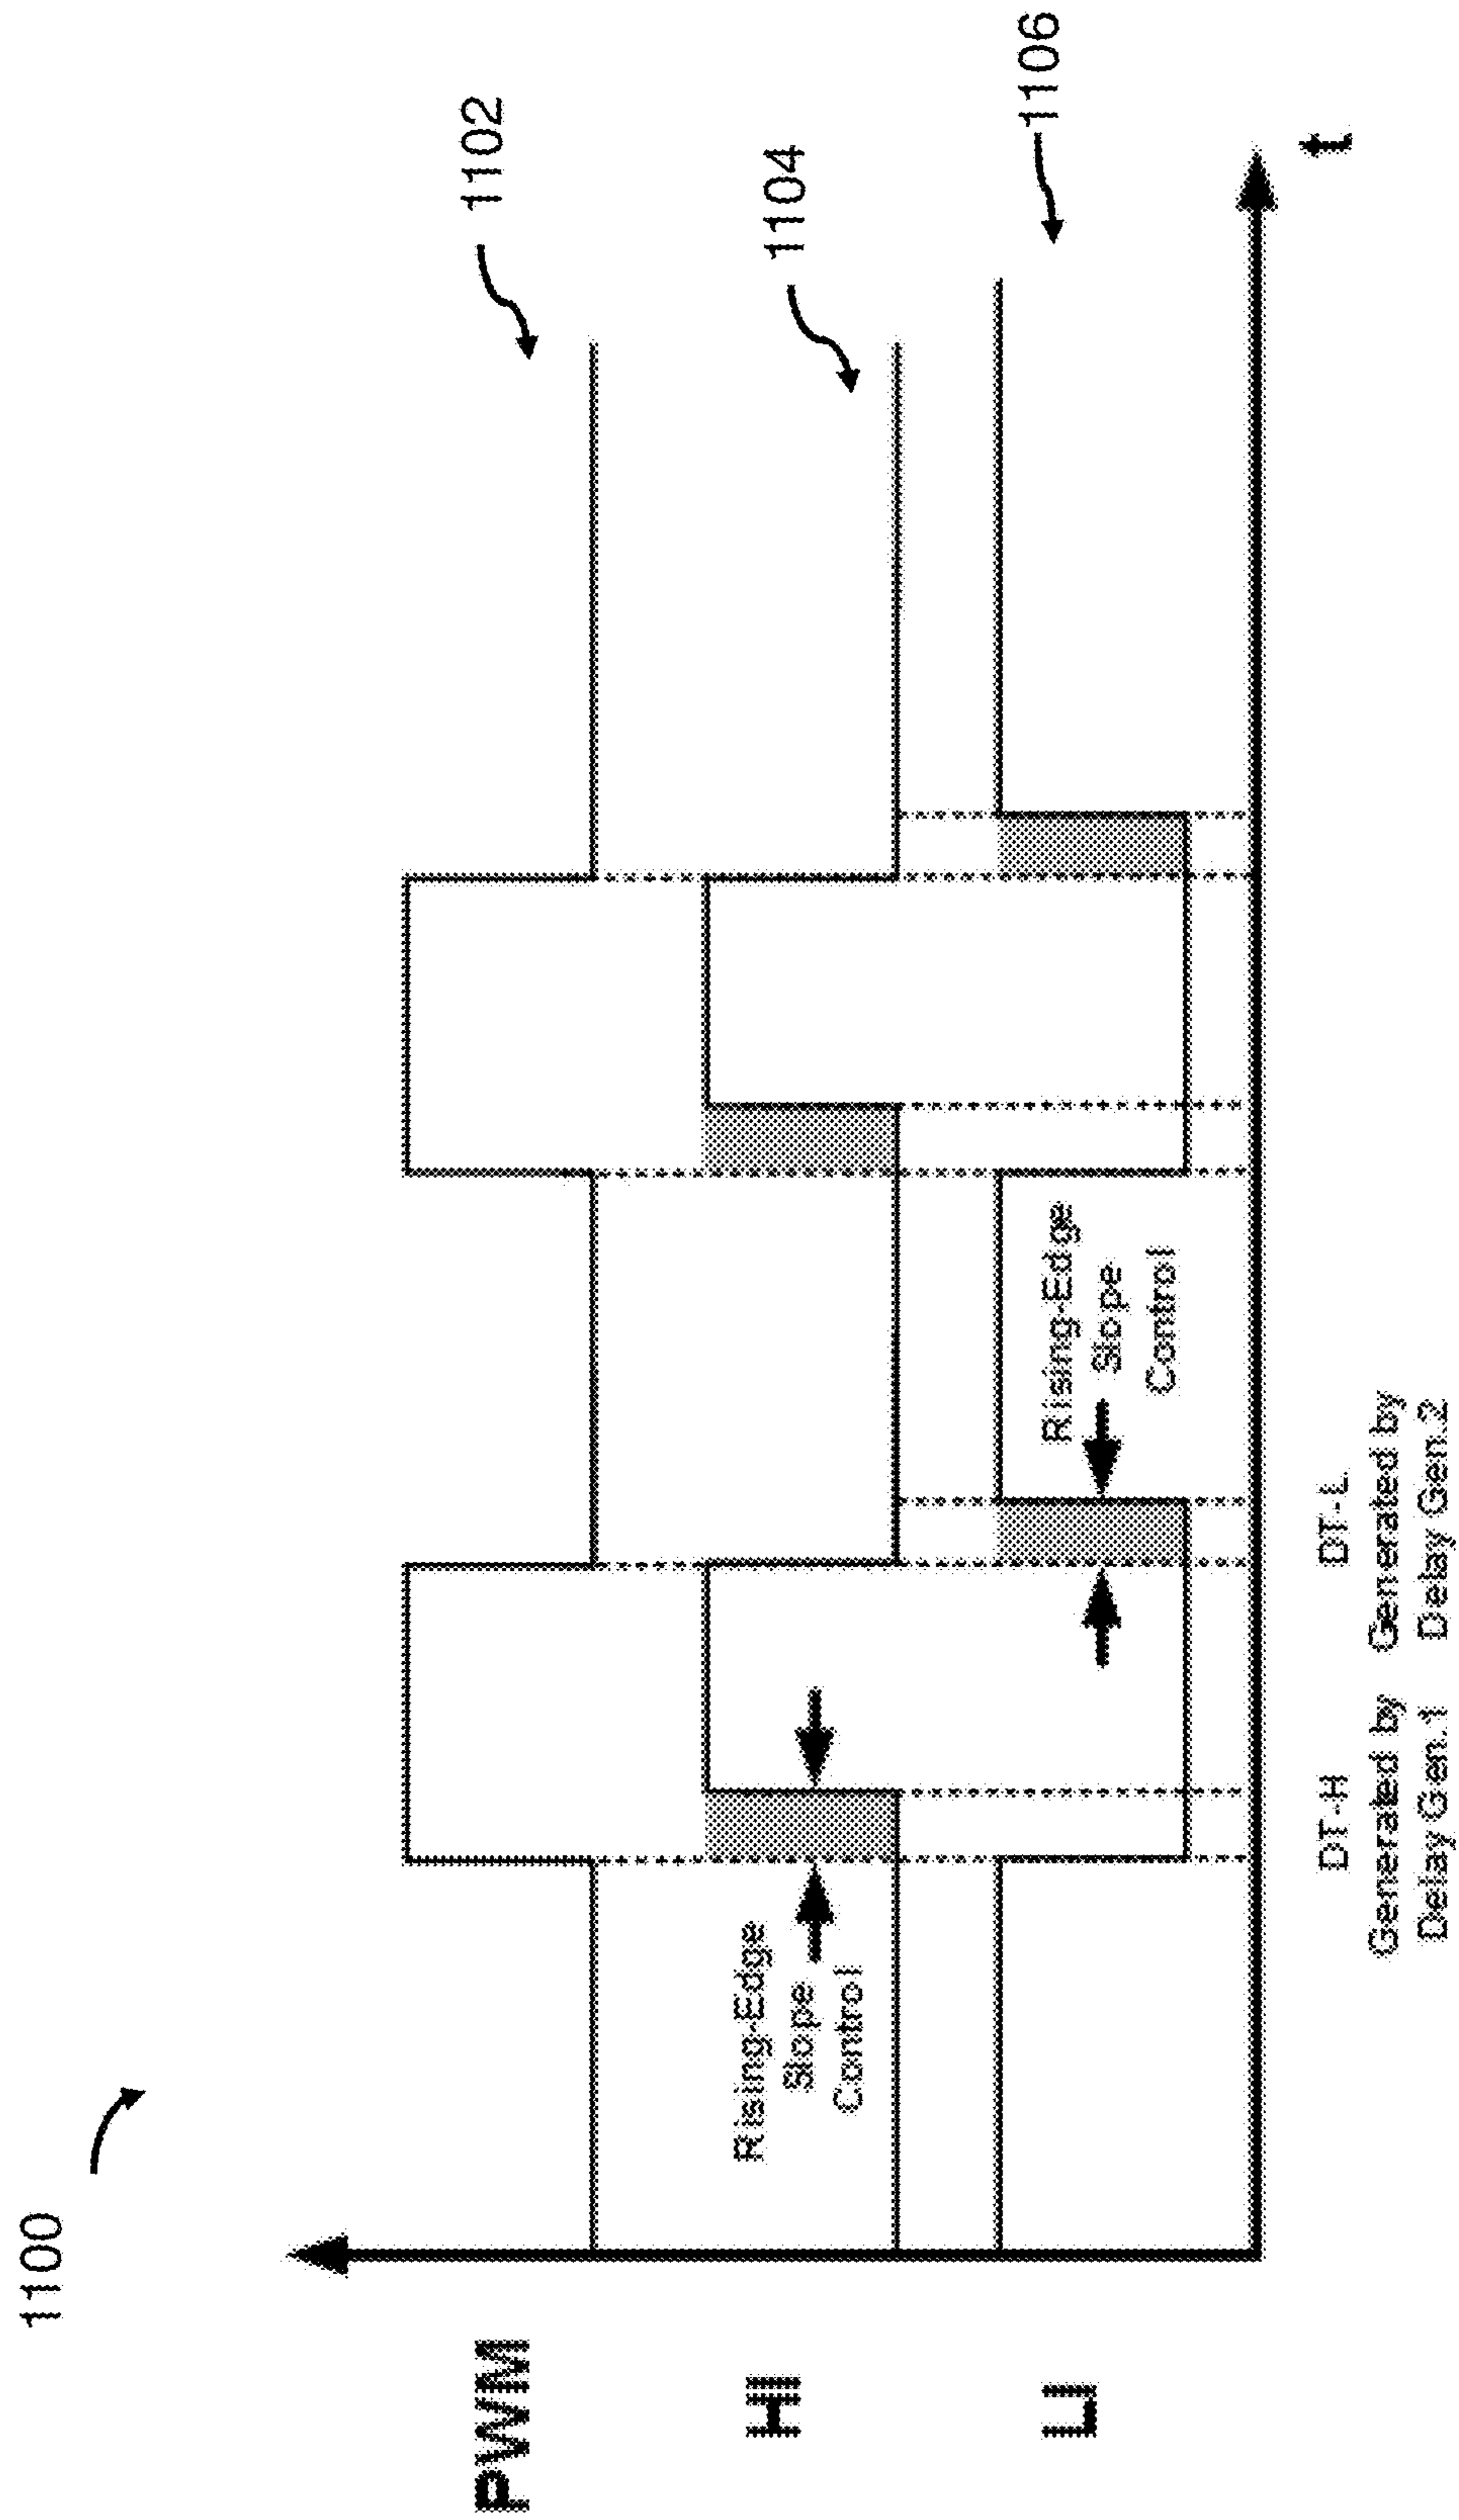 1100
1102
1104
1106
PWM
HI
LI
Rising-Edge
Slope
Control
Rising-Edge
Slope
Control
t
DT-H
Generated by
Delay Gen.1
DT-L
Generated by
Delay Gen.2